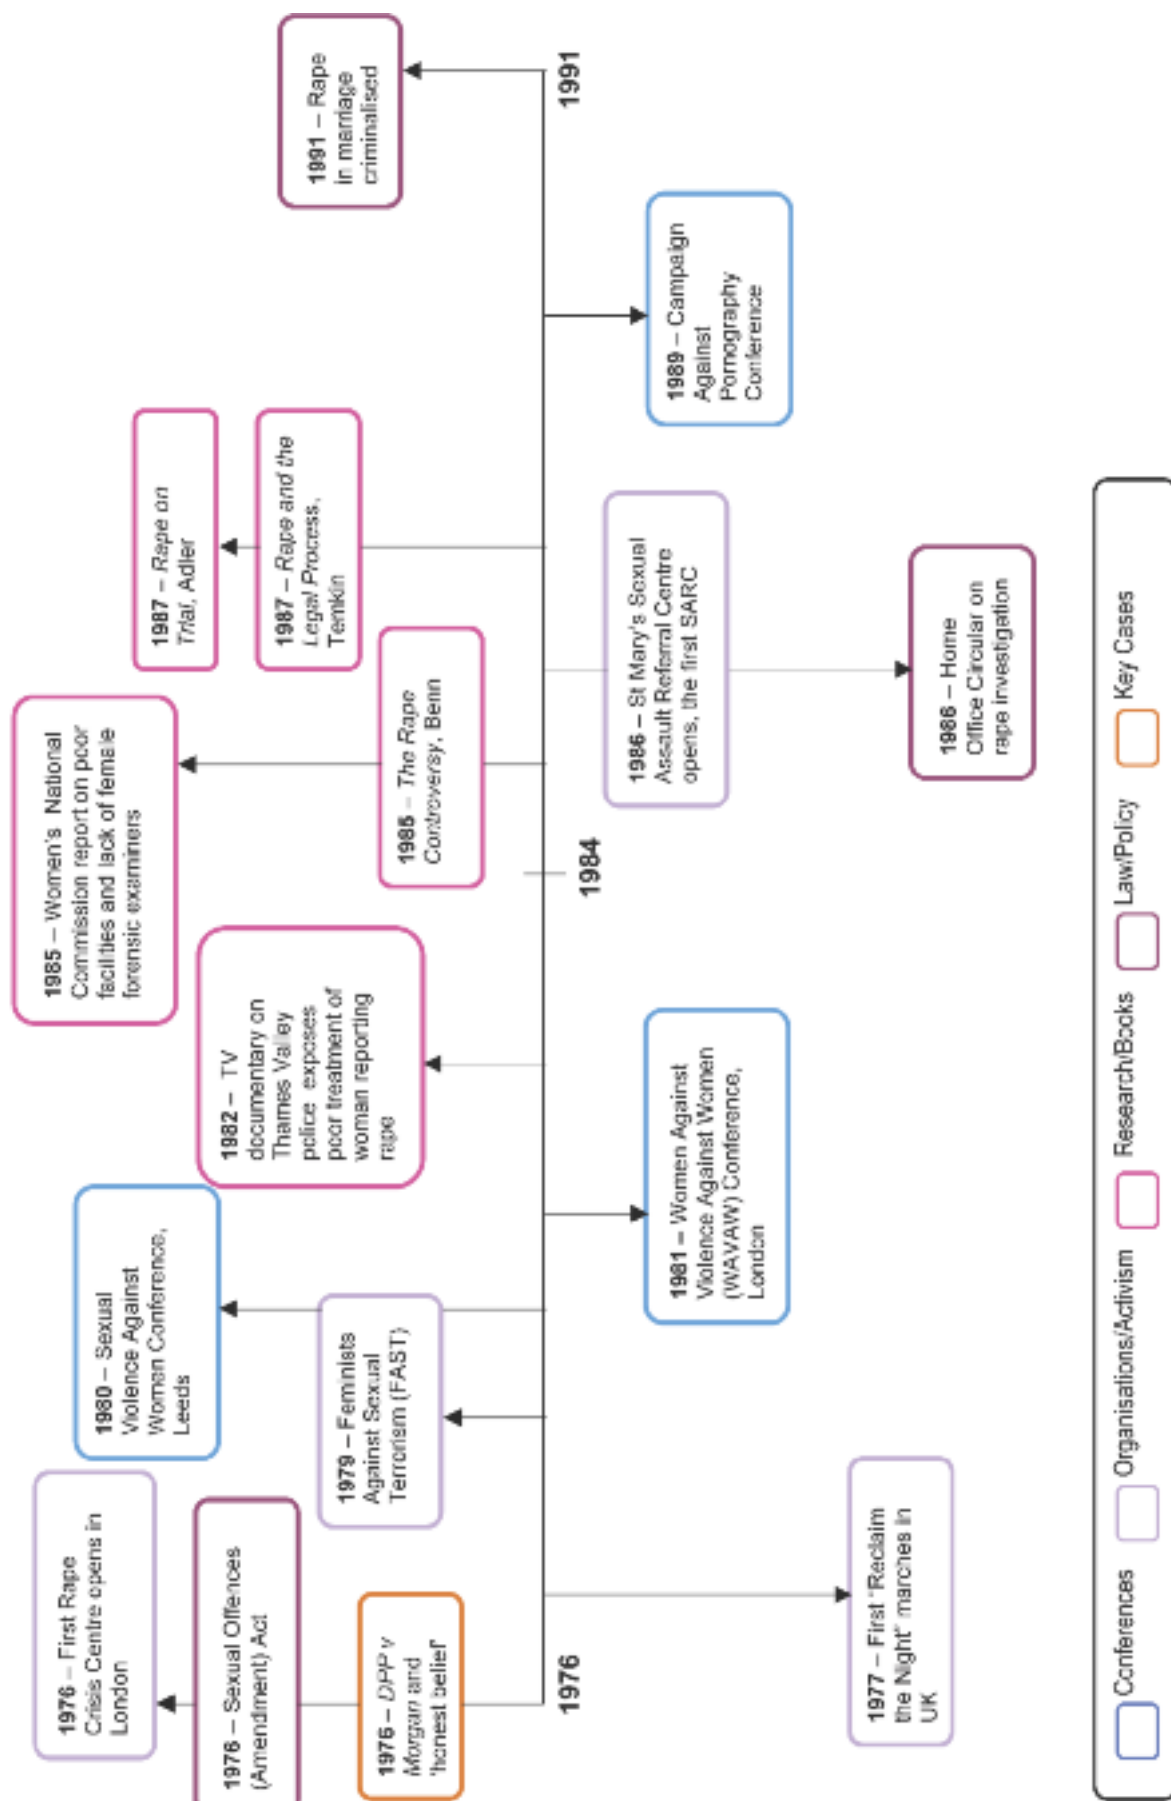 1976 – First Rape
Crisis Centre opens in
London
1976 – Sexual Offences
(Amendment) Act
1976 – DPP v
Morgan and
'honest belief'
1976
1977 – First "Reclaim
the Night" marches in
UK
1979 – Feminists
Against Sexual
Terrorism (FAST)
1980 – Sexual
Violence Against
Women Conference,
Leeds
1981 – Women Against
Violence Against Women
(WAVAW) Conference,
London
1982 – TV
documentary on
Thames Valley
police exposes
poor treatment of
woman reporting
rape
1984
1985 – Women's National
Commission report on poor
facilities and lack of female
forensic examiners
1985 – The Rape
Controversy, Benn
1986 – St Mary's Sexual
Assault Referral Centre
opens, the first SARC
1986 – Home
Office Circular on
rape investigation
1987 – Rape on
Trial, Adler
1987 – Rape and the
Legal Process,
Temkin
1989 – Campaign
Against
Pornography
Conference
1991 – Rape
in marriage
criminalised
1991
Conferences
Organisations/Activism
Research/Books
Law/Policy
Key Cases